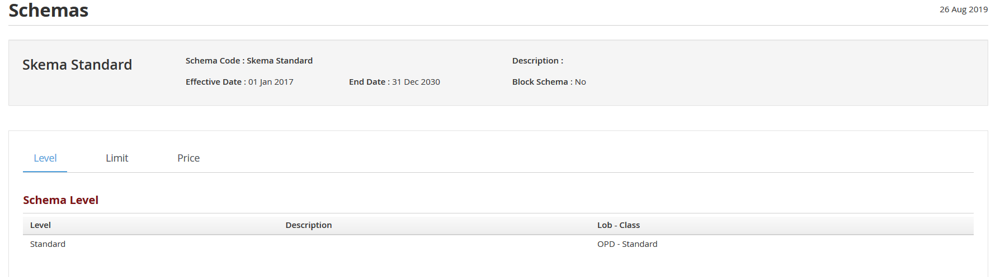 Schemas
26 Aug 2019
Skema Standard
Schema Code : Skema Standard
Description :
Effective Date : 01 Jan 2017
End Date : 31 Dec 2030
Block Schema : No
Level
Limit
Price
Schema Level
Level
Description
Lob - Class
Standard
OPD - Standard